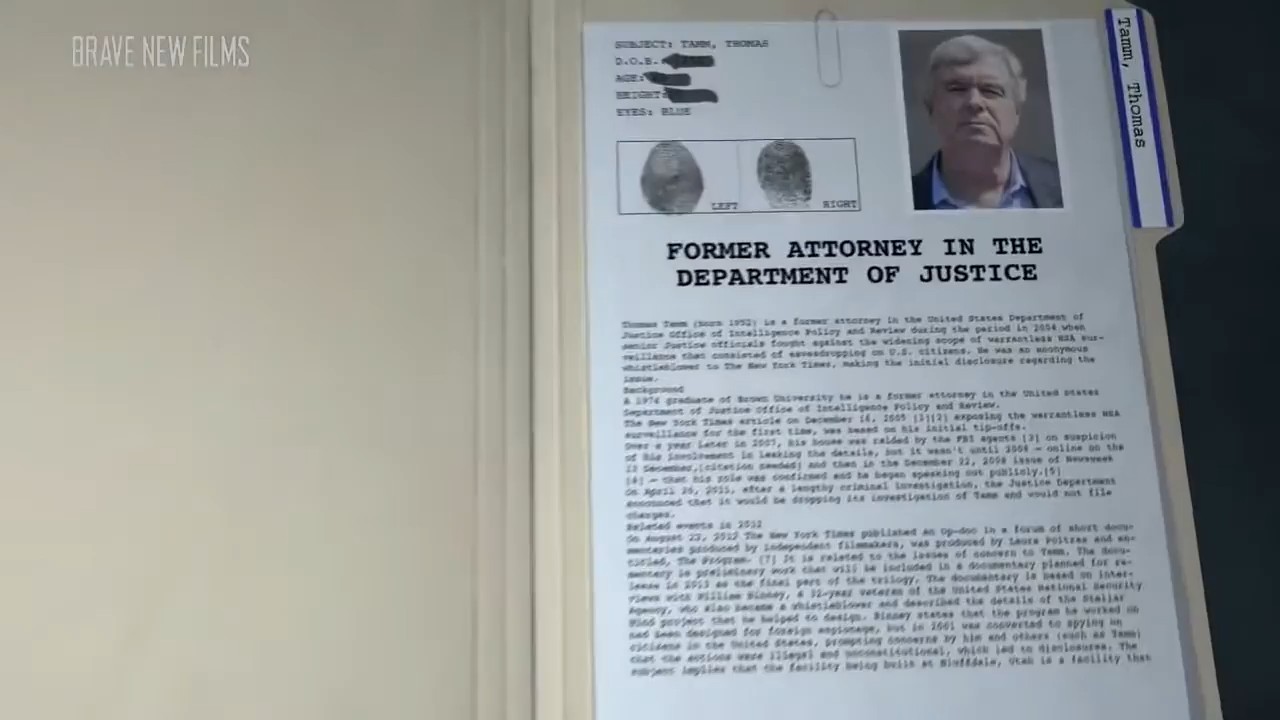 BRAVE NEW FILMS
Tamm, Thomas
SUBJECT: TAMM, THOMAS
D.O.B.
AGE:
HEIGHT:
EYES: BLUE
LEFT
RIGHT
FORMER ATTORNEY IN THE
DEPARTMENT OF JUSTICE
Thomas Tamm (born 1952) is a former attorney in the United States Department of
Justice Office of Intelligence Policy and Review during the period in 2004 when
senior Justice officials fought against the widening scope of warrantless NSA sur-
veillance that consisted of eavesdropping on U.S. citizens. He was an anonymous
whistleblower to The New York Times, making the initial disclosure regarding the
issue.
Background
A 1974 graduate of Brown University he is a former attorney in the United States
Department of Justice Office of Intelligence Policy and Review.
The New York Times article on December 16, 2005 [1][2] exposing the warrantless NSA
surveillance for the first time, was based on his initial tip-offs.
Over a year later in 2007, his house was raided by the FBI agents [3] on suspicion
of his involvement in leaking the details, but it wasn't until 2008 — online on the
13 December,[citation needed] and then in the December 22, 2008 issue of Newsweek
[4] — that his role was confirmed and he began speaking out publicly.[5]
On April 26, 2011, after a lengthy criminal investigation, the Justice Department
announced that it would be dropping its investigation of Tamm and would not file
charges.
Related events in 2012
On August 22, 2012 The New York Times published an Op-doc in a forum of short docu-
mentaries produced by independent filmmakers, was produced by Laura Poitras and en-
titled, The Program. [7] It is related to the issues of concern to Tamm. The docu-
mentary is preliminary work that will be included in a documentary planned for re-
lease in 2013 as the final part of the trilogy. The documentary is based on inter-
views with William Binney, a 32-year veteran of the United States National Security
Agency, who also became a whistleblower and described the details of the Stellar
Wind project that he helped to design. Binney states that the program he worked on
had been designed for foreign espionage, but in 2001 was converted to spying on
citizens in the United States, prompting concerns by him and others (such as Tamm)
that the actions were illegal and unconstitutional, which led to disclosures. The
subject implies that the facility being built at Bluffdale, Utah is a facility that